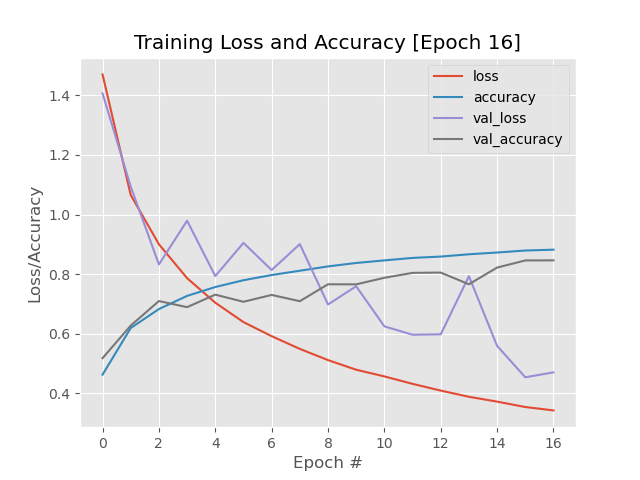 Training Loss and Accuracy [Epoch 16]
loss
accuracy
val_loss
val_accuracy
Loss/Accuracy
1.4
1.2
1.0
0.8
0.6
0.4
0 2 4 6 8 10 12 14 16
Epoch #